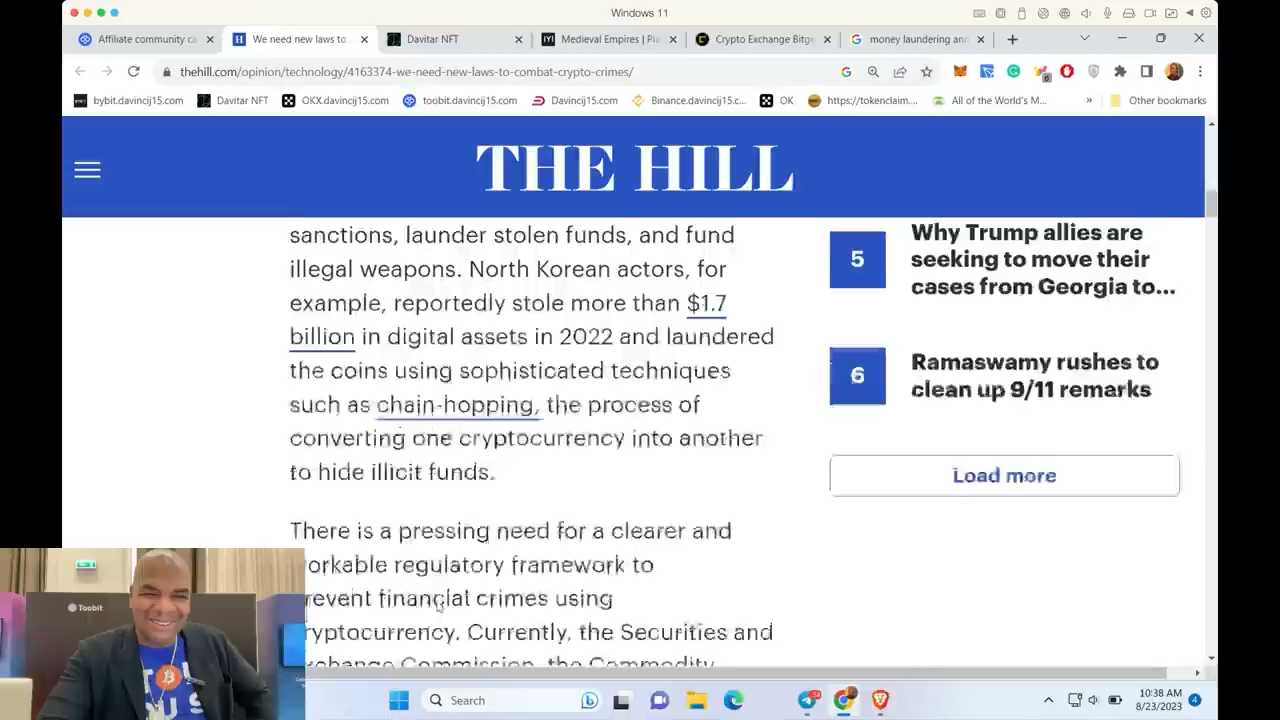 Windows 11
Affiliate community ca
We need new laws to
Davitar NFT
Medieval Empires | Pla
Crypto Exchange Bitge
money laundering and
thehill.com/opinion/technology/4163374-we-need-new-laws-to-combat-crypto-crimes/
bybit.davincij15.com
Davitar NFT
OKX.davincij15.com
toobit.davincij15.com
Davincij15.com
Binance.davincij15.c...
OK
https://tokenclaim....
All of the World's M...
»
Other bookmarks
THE HILL
sanctions, launder stolen funds, and fund
illegal weapons. North Korean actors, for
example, reportedly stole more than $1.7
billion in digital assets in 2022 and laundered
the coins using sophisticated techniques
such as chain-hopping, the process of
converting one cryptocurrency into another
to hide illicit funds.
There is a pressing need for a clearer and
workable regulatory framework to
prevent financial crimes using
cryptocurrency. Currently, the Securities and
Exchange Commission, the Commodity
5
Why Trump allies are
seeking to move their
cases from Georgia to...
6
Ramaswamy rushes to
clean up 9/11 remarks
Load more
Toobit
Search
54
10:38 AM
8/23/2023
4